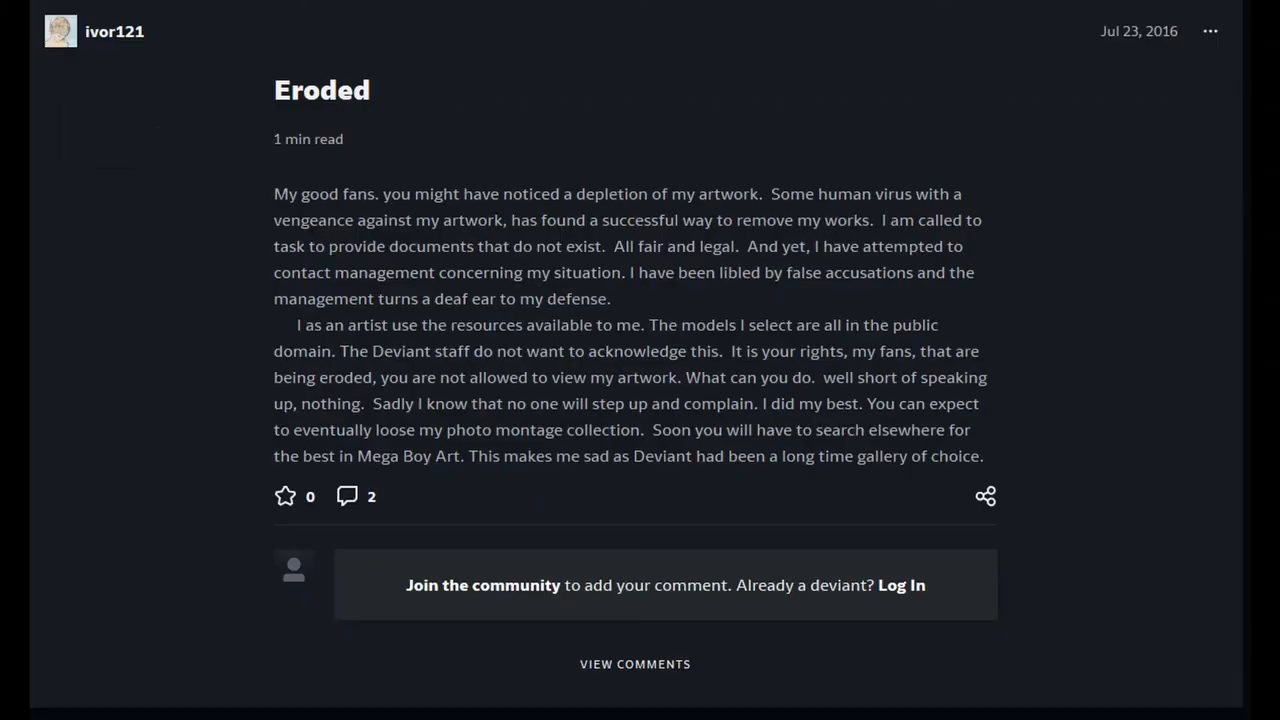 ivor121
Jul 23, 2016
Eroded
1 min read
My good fans. you might have noticed a depletion of my artwork.  Some human virus with a
vengeance against my artwork, has found a successful way to remove my works.  I am called to
task to provide documents that do not exist.  All fair and legal.  And yet, I have attempted to
contact management concerning my situation. I have been libled by false accusations and the
management turns a deaf ear to my defense.
I as an artist use the resources available to me. The models I select are all in the public
domain. The Deviant staff do not want to acknowledge this.  It is your rights, my fans, that are
being eroded, you are not allowed to view my artwork. What can you do.  well short of speaking
up, nothing.  Sadly I know that no one will step up and complain. I did my best. You can expect
to eventually loose my photo montage collection.  Soon you will have to search elsewhere for
the best in Mega Boy Art. This makes me sad as Deviant had been a long time gallery of choice.
0 2
Join the community to add your comment. Already a deviant? Log In
VIEW COMMENTS